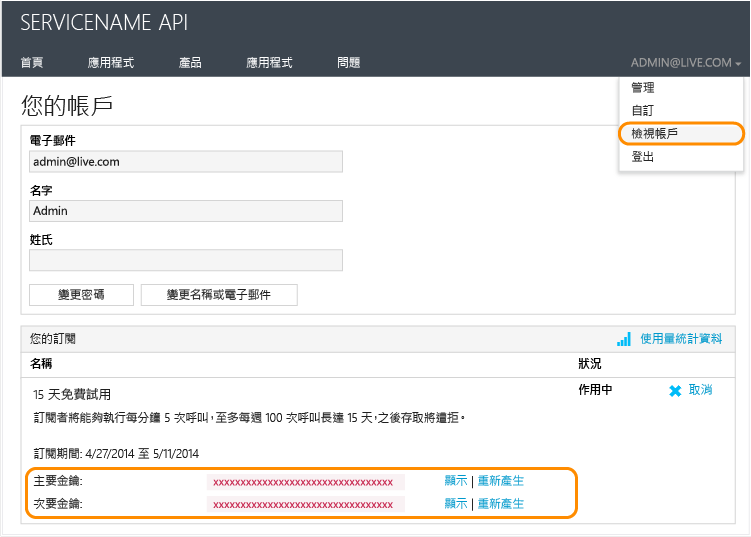 SERVICENAME API
首頁 應用程式 產品 應用程式 問題 ADMIN@LIVE.COM
管理
自訂
檢視帳戶
登出
您的帳戶
電子郵件
admin@live.com
名字
Admin
姓氏
變更密碼 變更名稱或電子郵件
您的訂閱 使用量統計資料
名稱 狀況
15 天免費試用 作用中 取消
訂閱者將能夠執行每分鐘 5 次呼叫,至多每週 100 次呼叫長達 15 天,之後存取將遭拒。
訂閱期間: 4/27/2014 至 5/11/2014
主要金鑰: xxxxxxxxxxxxxxxxxxxxxxxxxxxxxxxx 顯示 | 重新產生
次要金鑰: xxxxxxxxxxxxxxxxxxxxxxxxxxxxxxxx 顯示 | 重新產生